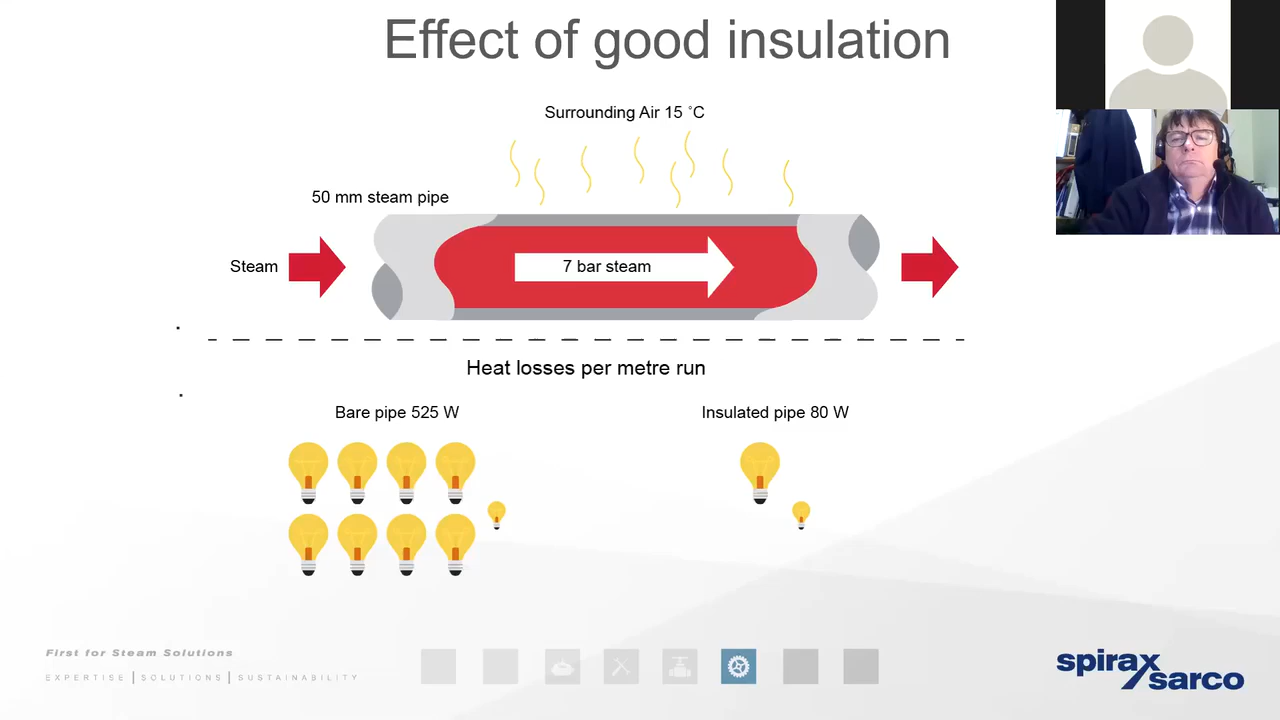 Effect of good insulation
Surrounding Air 15 °C
50 mm steam pipe
Steam
7 bar steam
Heat losses per metre run
Bare pipe 525 W
Insulated pipe 80 W
First for Steam Solutions
EXPERTISE | SOLUTIONS | SUSTAINABILITY
spirax
sarco